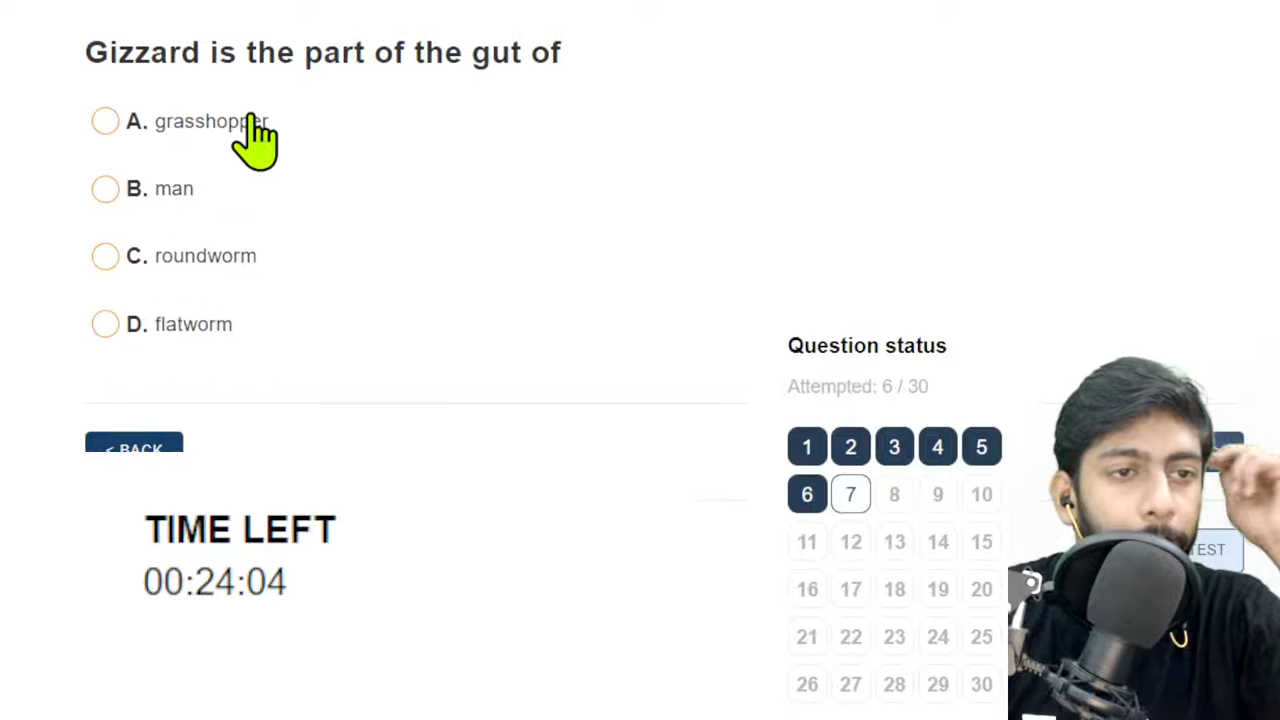 Gizzard is the part of the gut of
A. grasshopper
B. man
C. roundworm
D. flatworm
Question status
Attempted: 6 / 30
1 2 3 4 5
< BACK
6 7 8 9 10
TIME LEFT
11 12 13 14 15
TEST
00:24:04
16 17 18 19 20
21 22 23 24 25
26 27 28 29 30